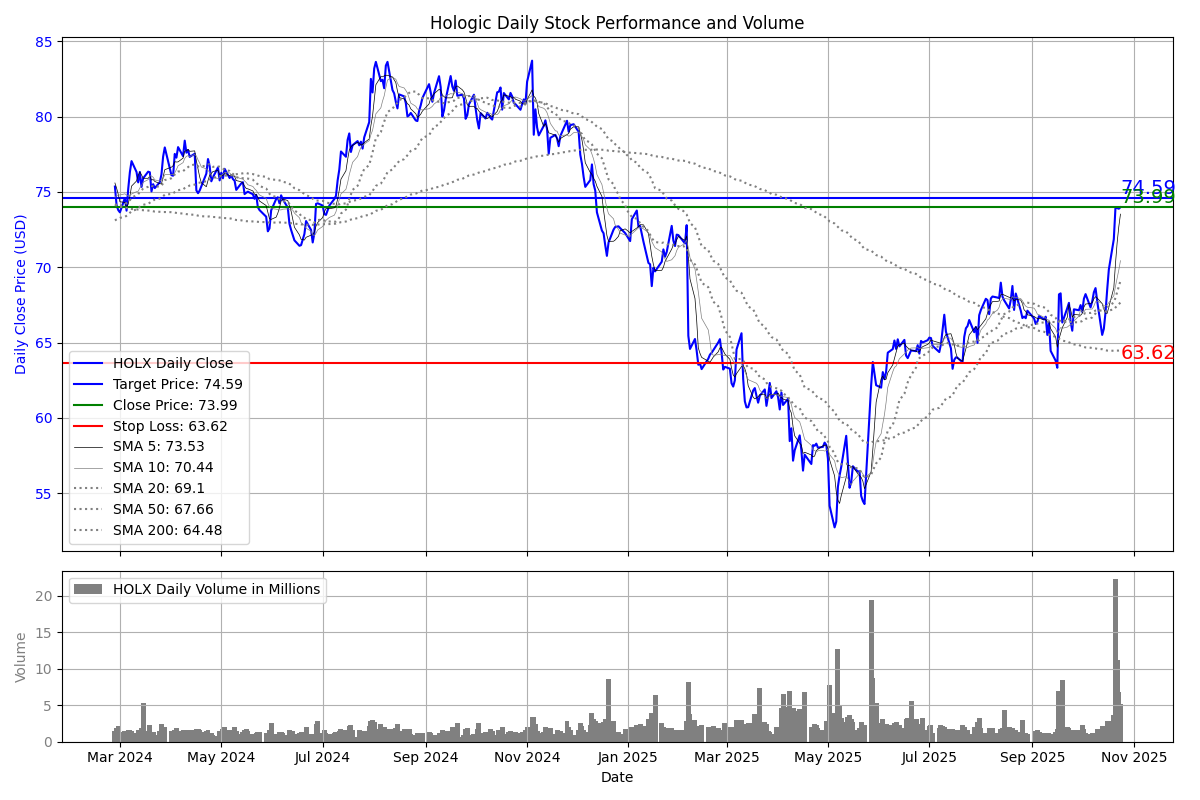 Hologic Daily Stock Performance and Volume
85
80
75
70
65
60
55
Daily Close Price (USD)
74.59
73.99
63.62
HOLX Daily Close
Target Price: 74.59
Close Price: 73.99
Stop Loss: 63.62
SMA 5: 73.53
SMA 10: 70.44
SMA 20: 69.1
SMA 50: 67.66
SMA 200: 64.48
HOLX Daily Volume in Millions
20
15
10
5
0
Volume
Mar 2024 May 2024 Jul 2024 Sep 2024 Nov 2024 Jan 2025 Mar 2025 May 2025 Jul 2025 Sep 2025 Nov 2025
Date